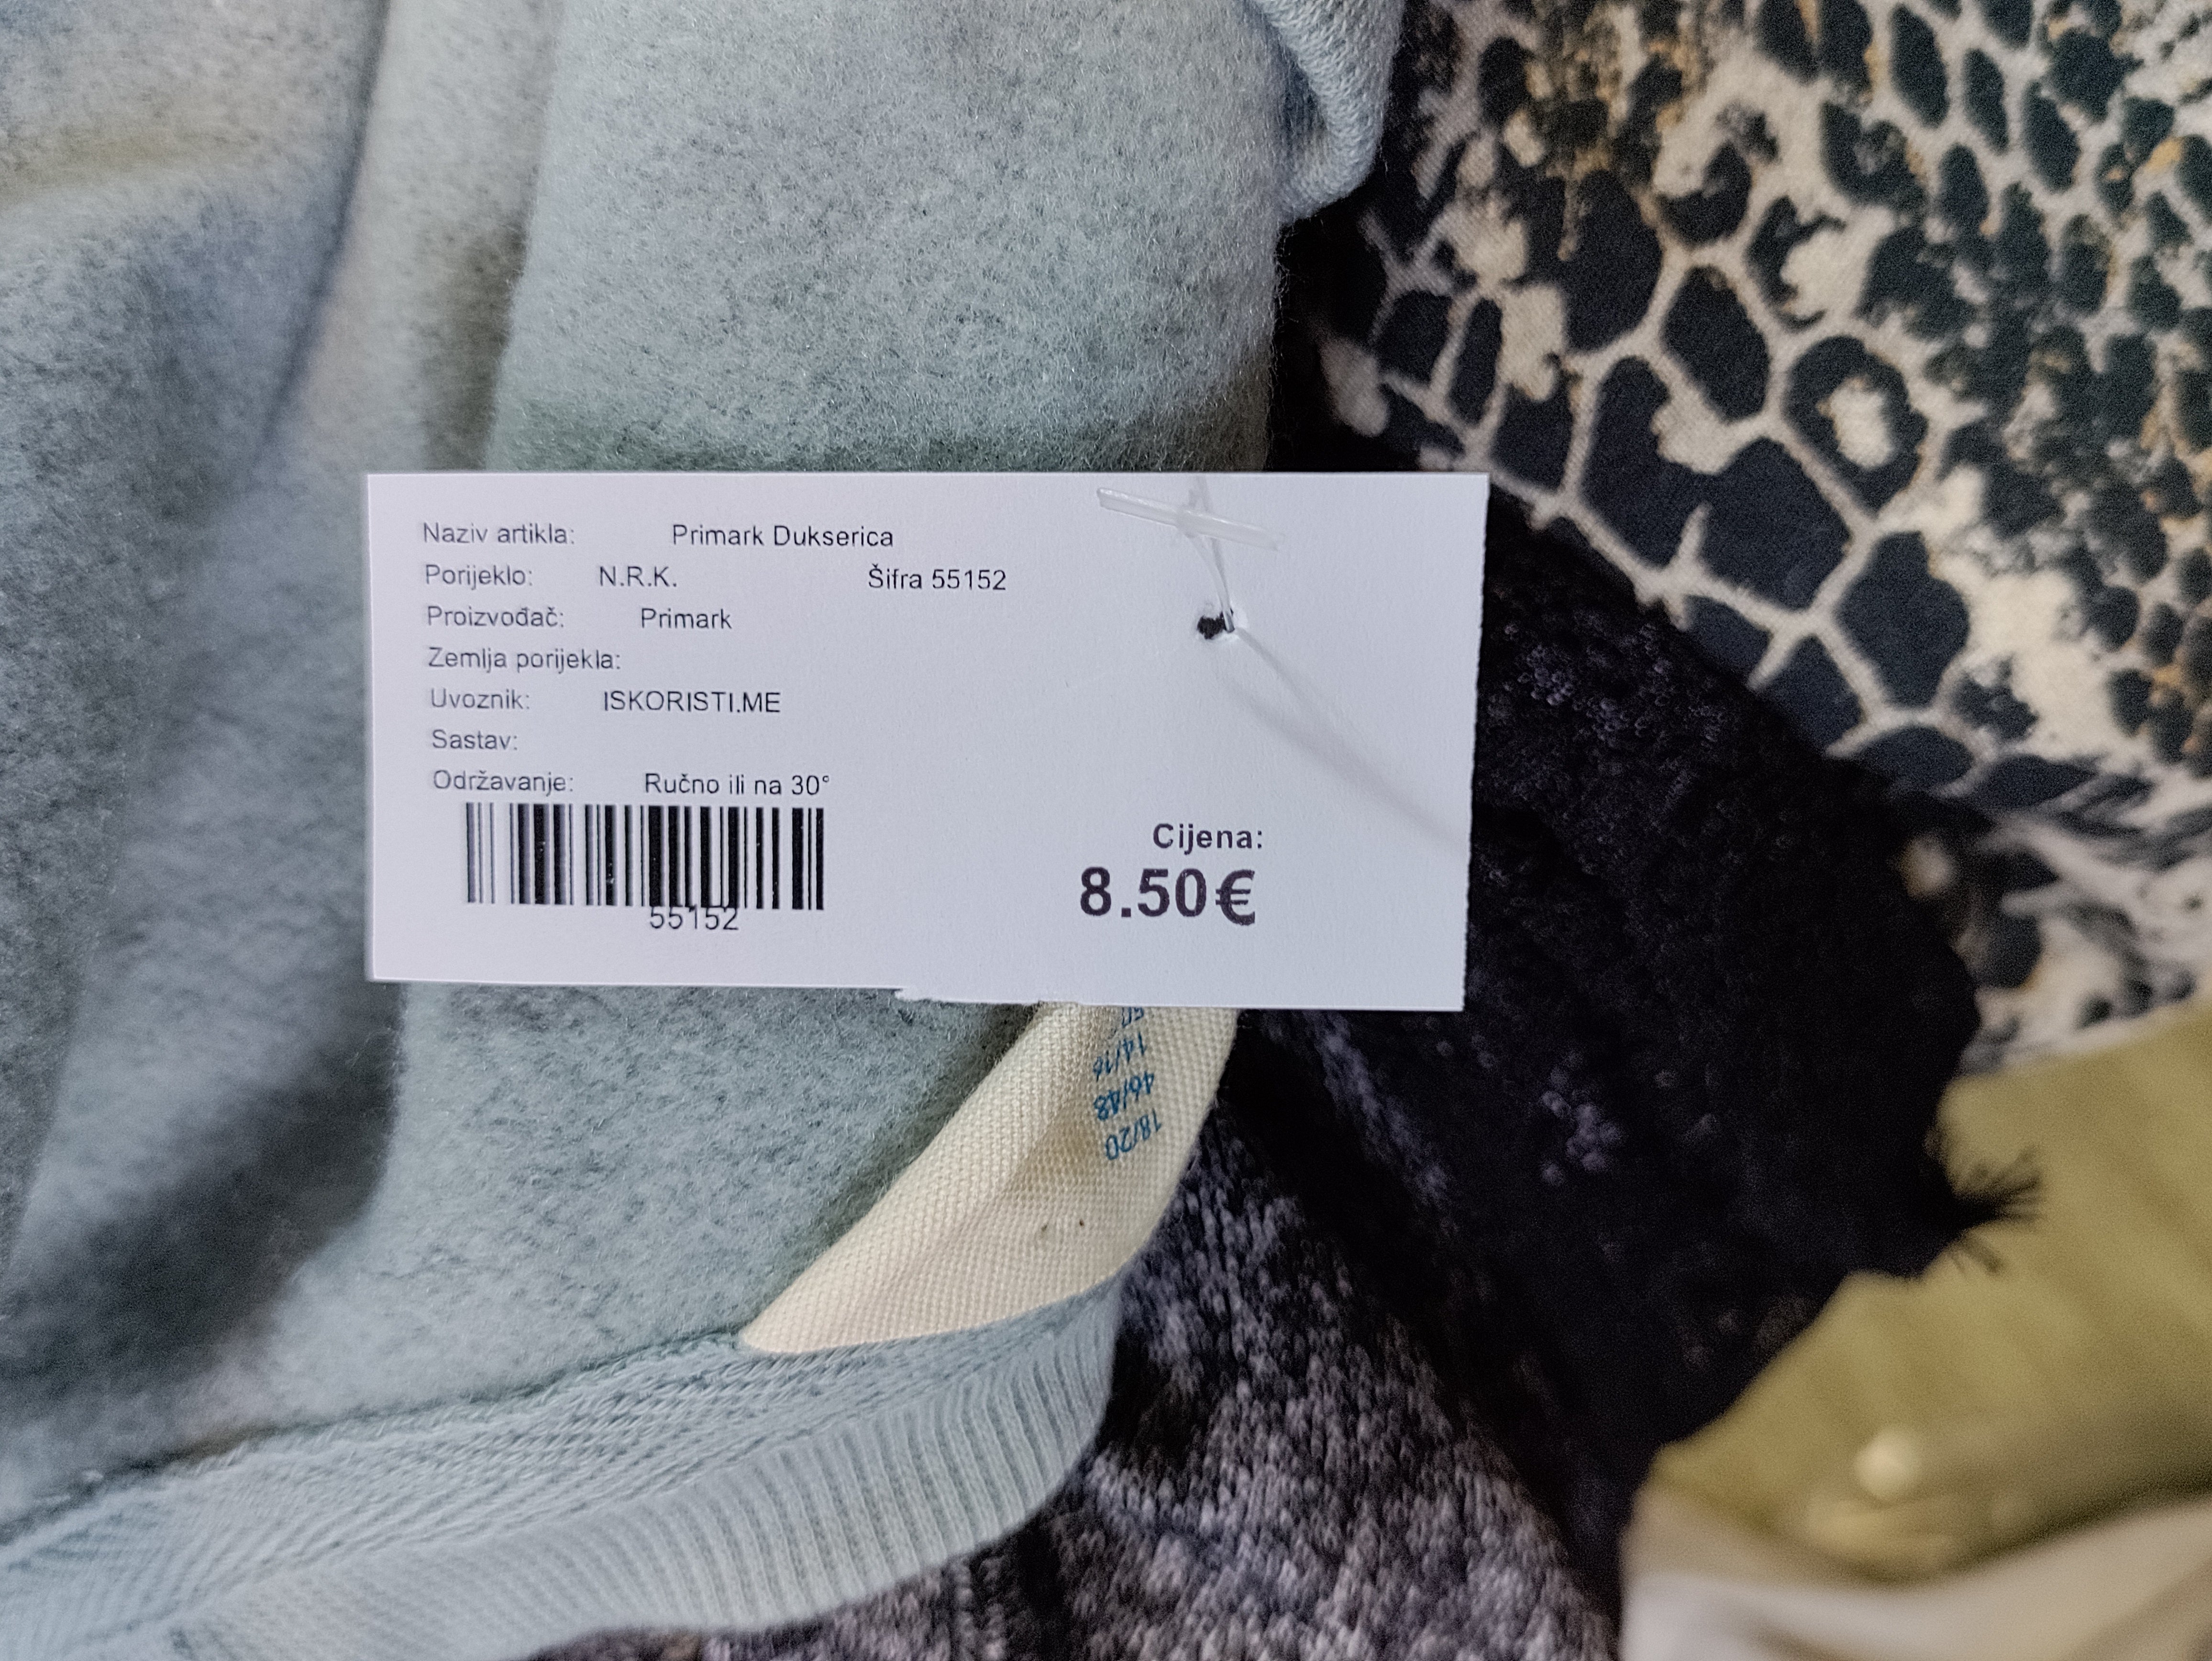 Naziv artikla: Primark Dukserica
Porijeklo: N.R.K. Šifra 55152
Proizvođač: Primark
Zemlja porijekla:
Uvoznik: ISKORISTI.ME
Sastav:
Održavanje: Ručno ili na 30°
55152
Cijena:
8.50€
14/16
46/48
18/20